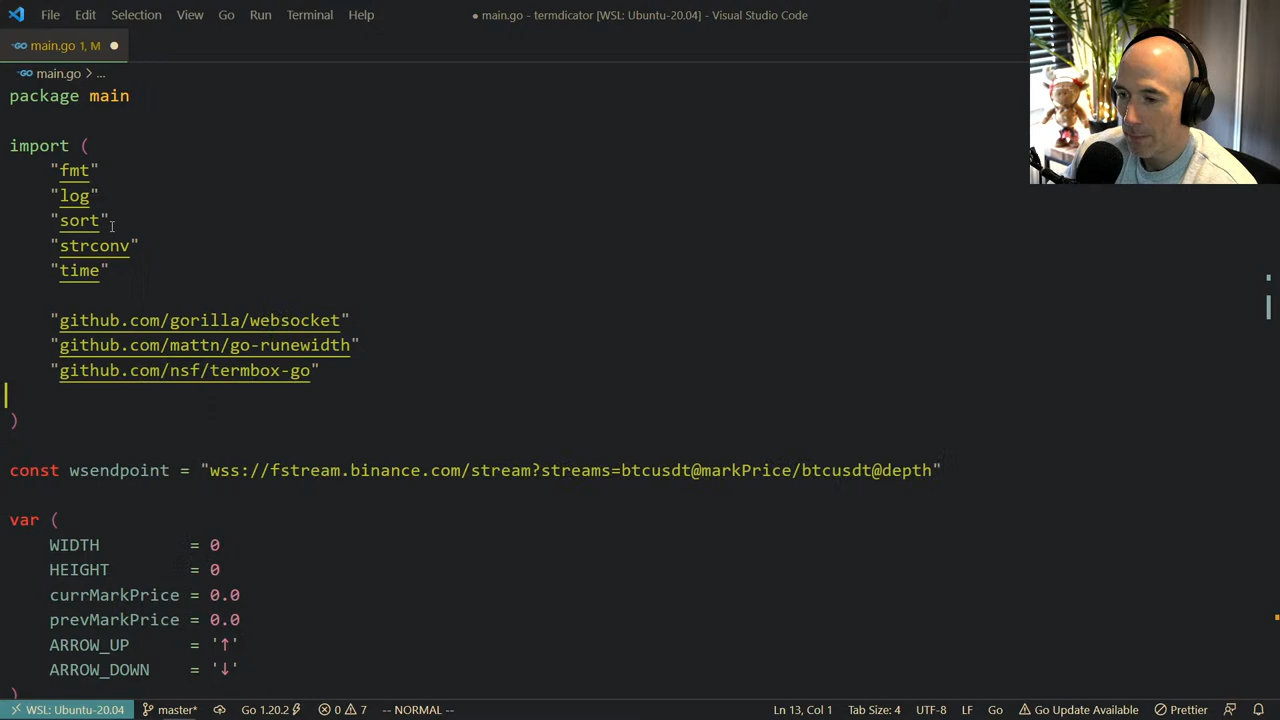 File Edit Selection View Go Run Terminal Help
● main.go - termdicator [WSL: Ubuntu-20.04] - Visual Studio Code
main.go 1, M
main.go > ...
package main
import (
"fmt"
"log"
"sort"
"strconv"
"time"
"github.com/gorilla/websocket"
"github.com/mattn/go-runewidth"
"github.com/nsf/termbox-go"
)
const wsendpoint = "wss://fstream.binance.com/stream?streams=btcusdt@markPrice/btcusdt@depth"
var (
WIDTH = 0
HEIGHT = 0
currMarkPrice = 0.0
prevMarkPrice = 0.0
ARROW_UP = '↑'
ARROW_DOWN = '↓'
)
WSL: Ubuntu-20.04 master* Go 1.20.2 0 7 -- NORMAL -- Ln 13, Col 1 Tab Size: 4 UTF-8 LF Go Go Update Available Prettier